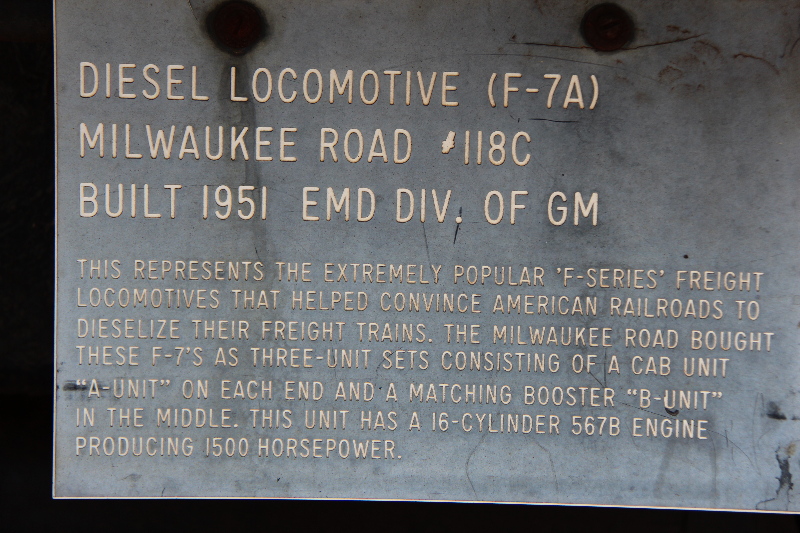 DIESEL LOCOMOTIVE (F-7A)
MILWAUKEE ROAD #118C
BUILT 1951 EMD DIV. OF GM
THIS REPRESENTS THE EXTREMELY POPULAR 'F-SERIES' FREIGHT
LOCOMOTIVES THAT HELPED CONVINCE AMERICAN RAILROADS TO
DIESELIZE THEIR FREIGHT TRAINS. THE MILWAUKEE ROAD BOUGHT
THESE F-7'S AS THREE-UNIT SETS CONSISTING OF A CAB UNIT
"A-UNIT" ON EACH END AND A MATCHING BOOSTER "B-UNIT"
IN THE MIDDLE. THIS UNIT HAS A 16-CYLINDER 567B ENGINE
PRODUCING 1500 HORSEPOWER.